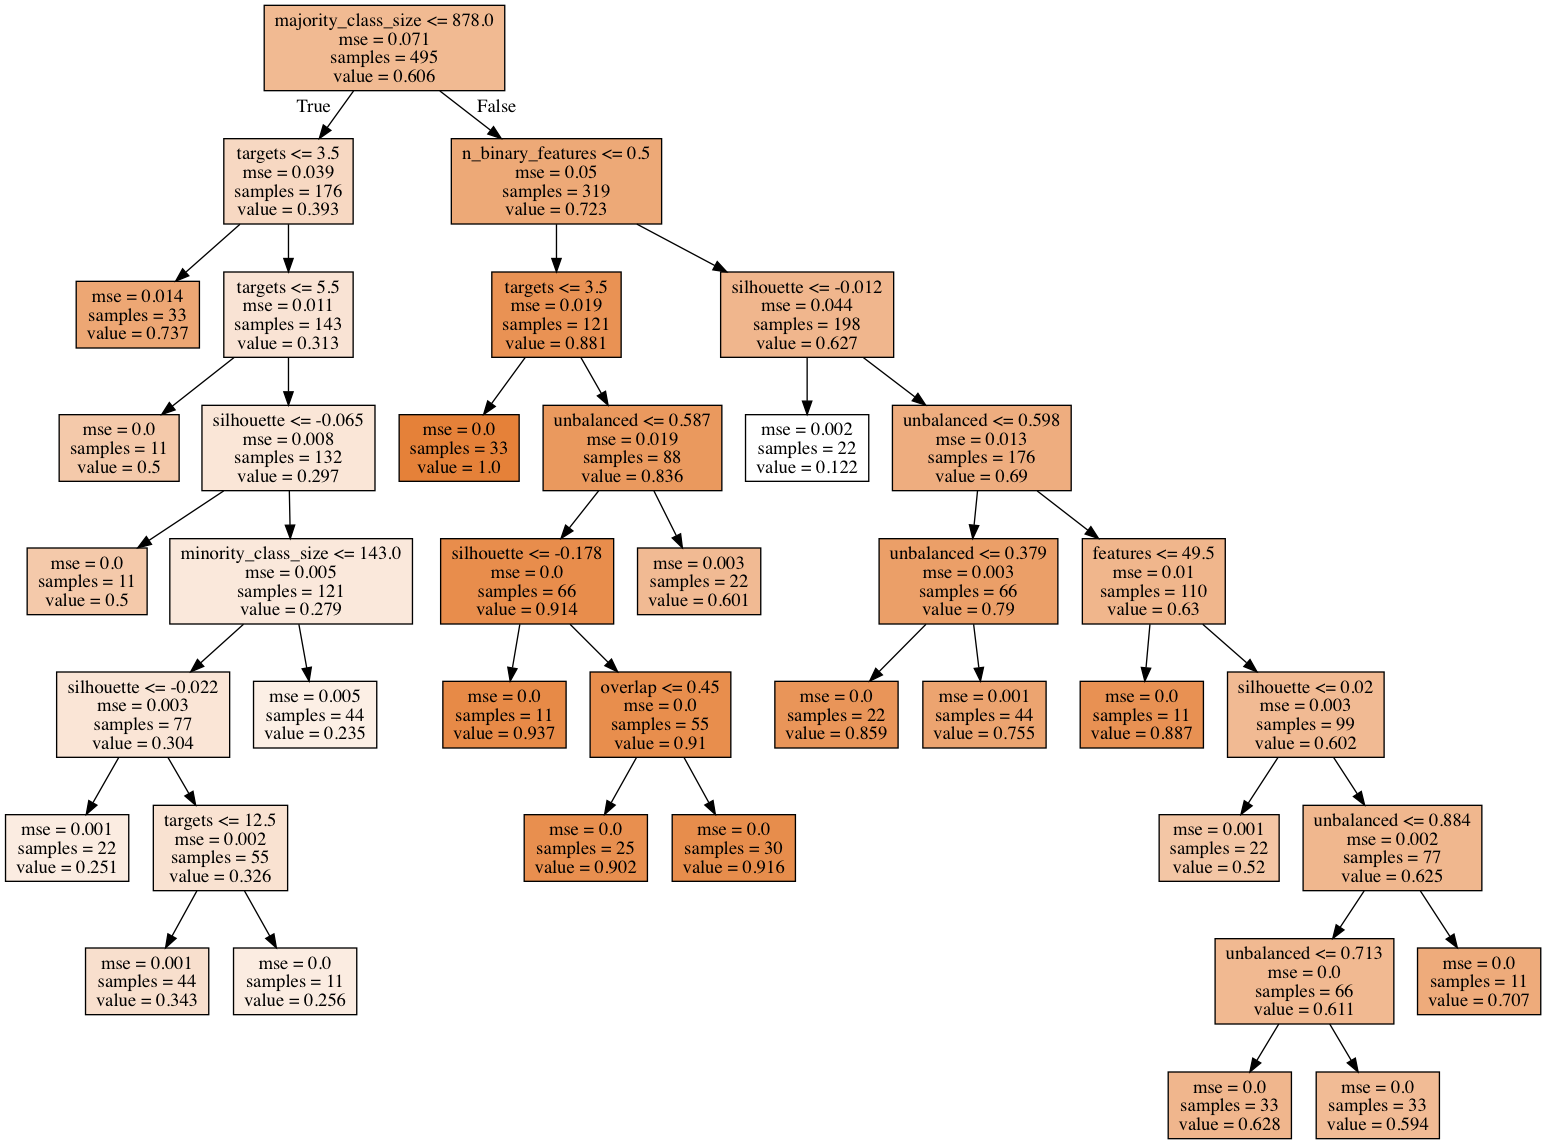 majority_class_size <= 878.0
mse = 0.071
samples = 495
value = 0.606
True
False
targets <= 3.5
mse = 0.039
samples = 176
value = 0.393
n_binary_features <= 0.5
mse = 0.05
samples = 319
value = 0.723
mse = 0.014
samples = 33
value = 0.737
targets <= 5.5
mse = 0.011
samples = 143
value = 0.313
targets <= 3.5
mse = 0.019
samples = 121
value = 0.881
silhouette <= -0.012
mse = 0.044
samples = 198
value = 0.627
mse = 0.0
samples = 11
value = 0.5
silhouette <= -0.065
mse = 0.008
samples = 132
value = 0.297
mse = 0.0
samples = 33
value = 1.0
unbalanced <= 0.587
mse = 0.019
samples = 88
value = 0.836
mse = 0.002
samples = 22
value = 0.122
unbalanced <= 0.598
mse = 0.013
samples = 176
value = 0.69
mse = 0.0
samples = 11
value = 0.5
minority_class_size <= 143.0
mse = 0.005
samples = 121
value = 0.279
silhouette <= -0.178
mse = 0.0
samples = 66
value = 0.914
mse = 0.003
samples = 22
value = 0.601
unbalanced <= 0.379
mse = 0.003
samples = 66
value = 0.79
features <= 49.5
mse = 0.01
samples = 110
value = 0.63
silhouette <= -0.022
mse = 0.003
samples = 77
value = 0.304
mse = 0.005
samples = 44
value = 0.235
mse = 0.0
samples = 11
value = 0.937
overlap <= 0.45
mse = 0.0
samples = 55
value = 0.91
mse = 0.0
samples = 22
value = 0.859
mse = 0.001
samples = 44
value = 0.755
mse = 0.0
samples = 11
value = 0.887
silhouette <= 0.02
mse = 0.003
samples = 99
value = 0.602
mse = 0.001
samples = 22
value = 0.251
targets <= 12.5
mse = 0.002
samples = 55
value = 0.326
mse = 0.0
samples = 25
value = 0.902
mse = 0.0
samples = 30
value = 0.916
mse = 0.001
samples = 22
value = 0.52
unbalanced <= 0.884
mse = 0.002
samples = 77
value = 0.625
mse = 0.001
samples = 44
value = 0.343
mse = 0.0
samples = 11
value = 0.256
unbalanced <= 0.713
mse = 0.0
samples = 66
value = 0.611
mse = 0.0
samples = 11
value = 0.707
mse = 0.0
samples = 33
value = 0.628
mse = 0.0
samples = 33
value = 0.594